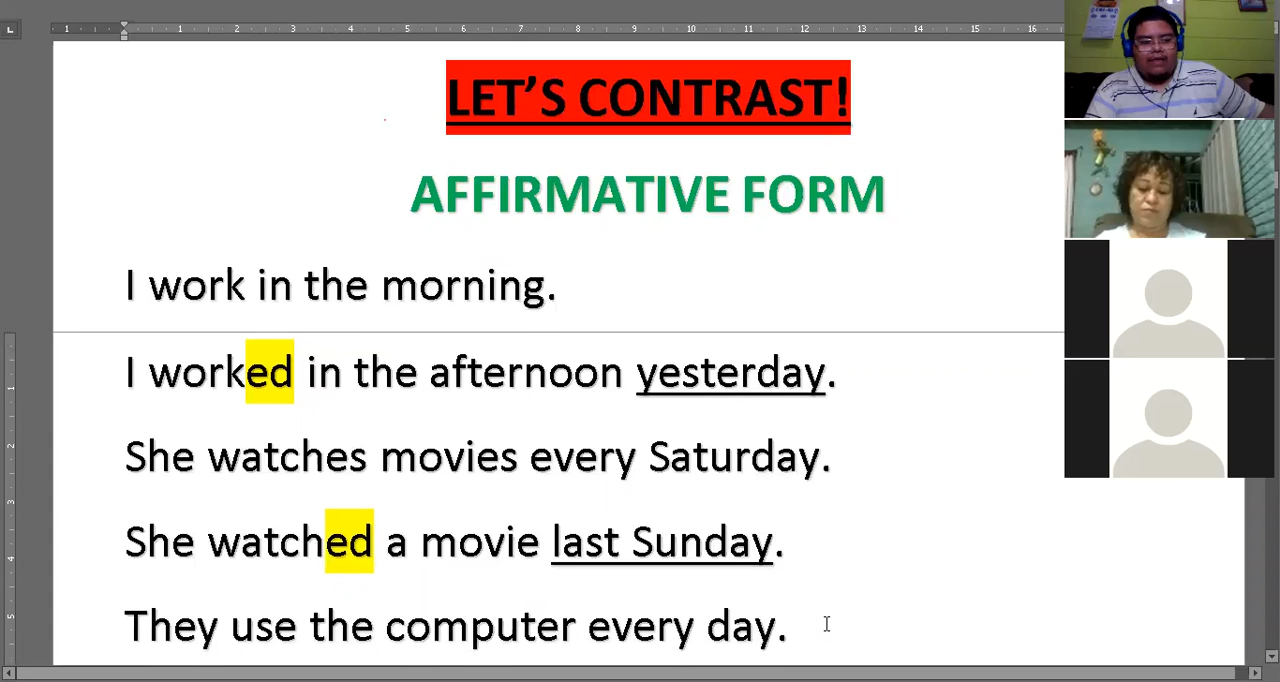 LET'S CONTRAST!
AFFIRMATIVE FORM
I work in the morning.
I worked in the afternoon yesterday.
She watches movies every Saturday.
She watched a movie last Sunday.
They use the computer every day.